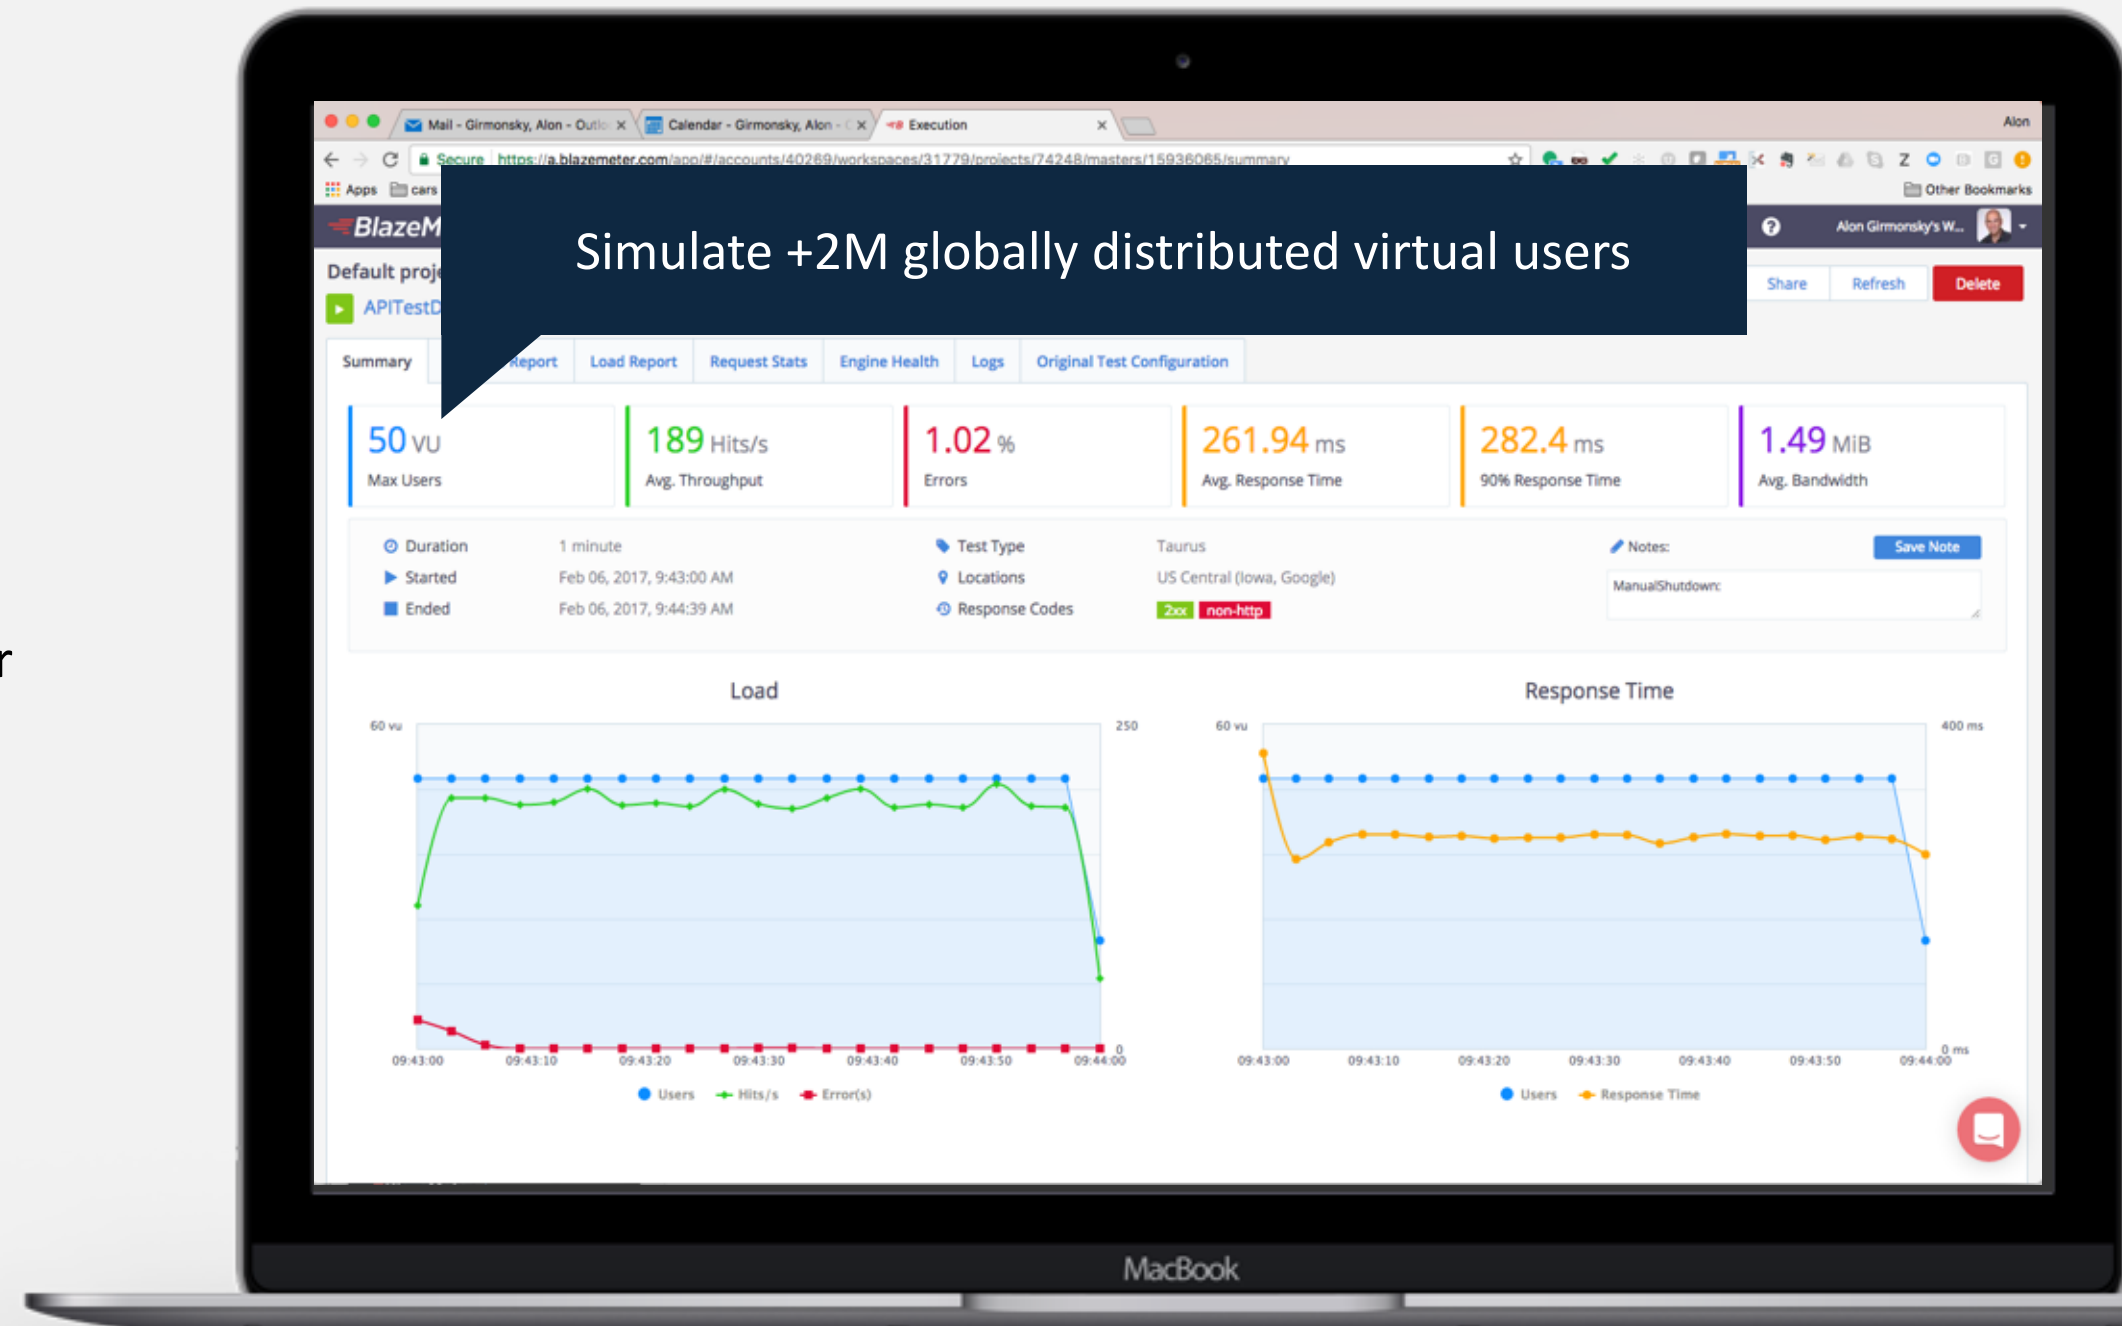 Alon
Mail - Girmonsky, Alon - Outlo
Calendar - Girmonsky, Alon - C
Execution
Secure https://a.blazemeter.com/app/#/accounts/40269/workspaces/31779/projects/74248/masters/15936065/summary
Apps cars
Other Bookmarks
BlazeM
Alon Girmonsky's W...
Simulate +2M globally distributed virtual users
Default proje
APITestD
Share Refresh Delete
Summary Report Load Report Request Stats Engine Health Logs Original Test Configuration
50 VU
Max Users
189 Hits/s
Avg. Throughput
1.02 %
Errors
261.94 ms
Avg. Response Time
282.4 ms
90% Response Time
1.49 MiB
Avg. Bandwidth
Duration 1 minute
Started Feb 06, 2017, 9:43:00 AM
Ended Feb 06, 2017, 9:44:39 AM
Test Type Taurus
Locations US Central (Iowa, Google)
Response Codes 2xx non-http
Notes: Save Note
ManualShutdown:
r
Load
60 vu 250
0
09:43:00 09:43:10 09:43:20 09:43:30 09:43:40 09:43:50 09:44:00
Users Hits/s Error(s)
Response Time
60 vu 400 ms
0 ms
09:43:00 09:43:10 09:43:20 09:43:30 09:43:40 09:43:50 09:44:00
Users Response Time
MacBook